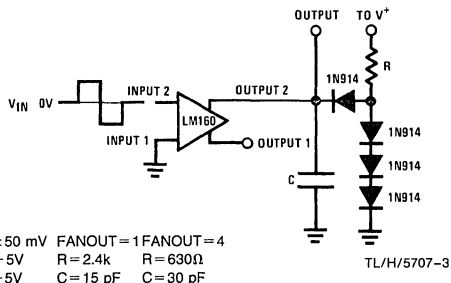 OUTPUT TO V+
R
1N914
VIN 0V INPUT 2 OUTPUT 2
LM160
1N914
INPUT 1 OUTPUT 1
1N914
C
1N914
50 mV FANOUT=1 FANOUT=4
5V R=2.4k R=630Ω
5V C=15 pF C=30 pF
TL/H/5707-3